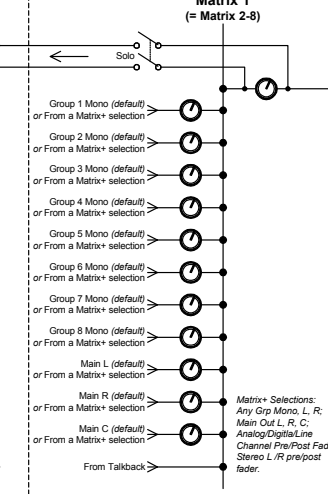 Matrix 1
(= Matrix 2-8)
Solo
Group 1 Mono (default)
or From a Matrix+ selection
Group 2 Mono (default)
or From a Matrix+ selection
Group 3 Mono (default)
or From a Matrix+ selection
Group 4 Mono (default)
or From a Matrix+ selection
Group 5 Mono (default)
or From a Matrix+ selection
Group 6 Mono (default)
or From a Matrix+ selection
Group 7 Mono (default)
or From a Matrix+ selection
Group 8 Mono (default)
or From a Matrix+ selection
Main L (default)
or From a Matrix+ selection
Main R (default)
or From a Matrix+ selection
Main C (default)
or From a Matrix+ selection
From Talkback
Matrix+ Selections:
Any Grp Mono, L, R;
Main Out L, R, C;
Analog/Digitla/Line
Channel Pre/Post Fad
Stereo L /R pre/post
fader.